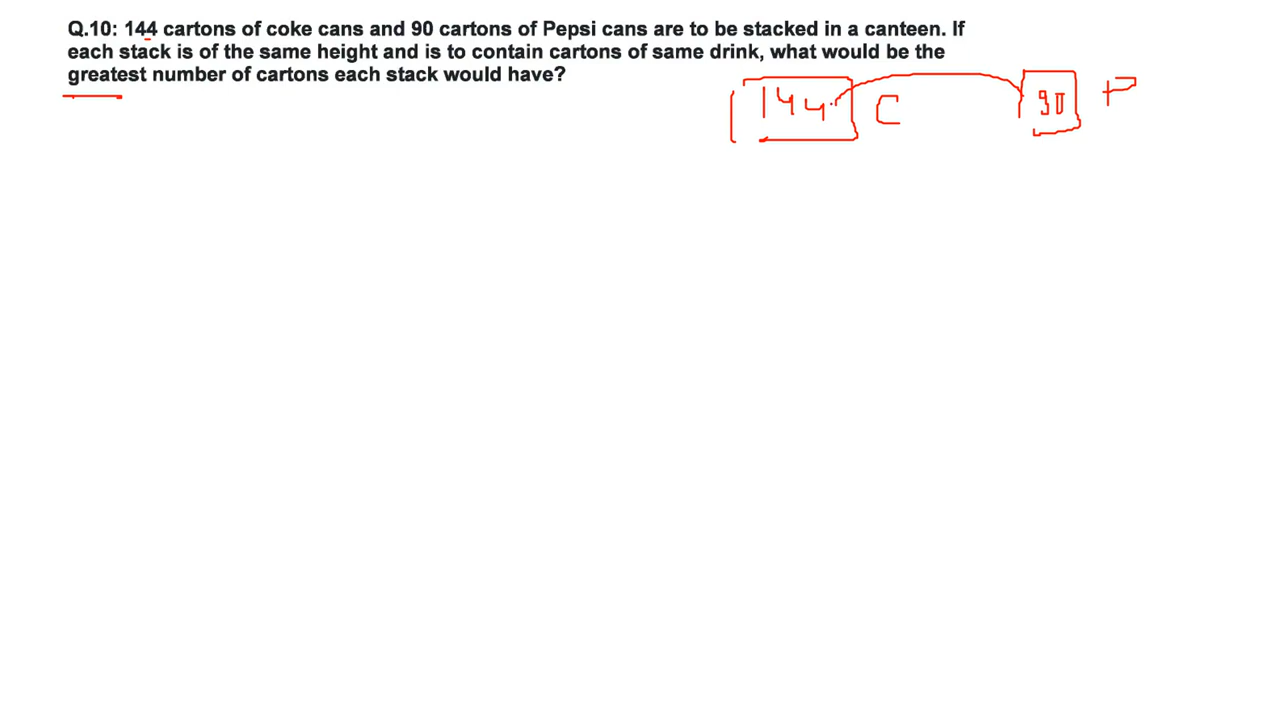 Q.10: 144 cartons of coke cans and 90 cartons of Pepsi cans are to be stacked in a canteen. If
each stack is of the same height and is to contain cartons of same drink, what would be the
greatest number of cartons each stack would have?
144 C 90 P